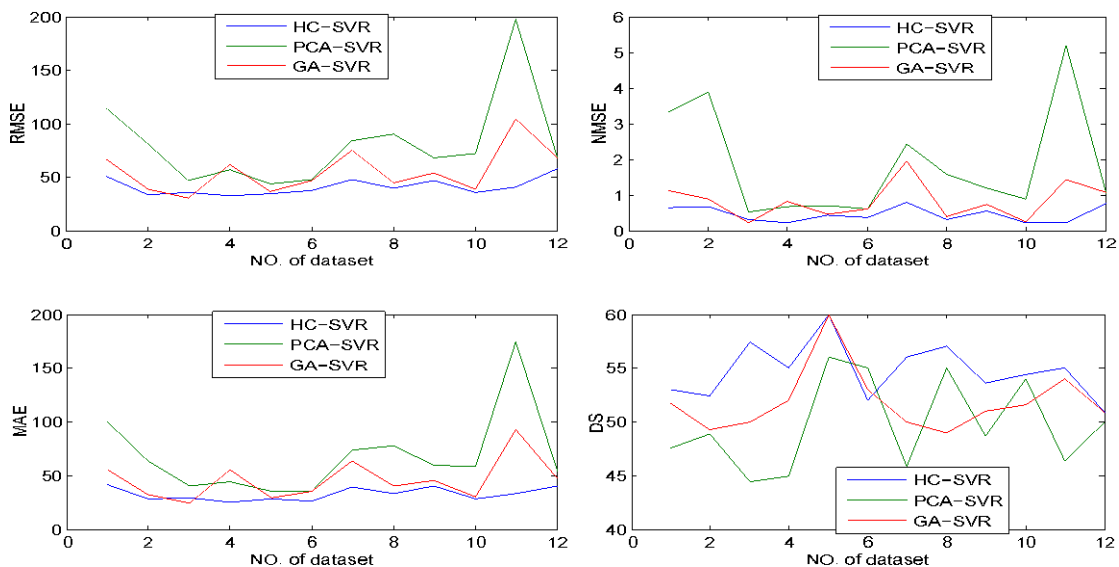 200
150
100
50
0
RMSE
HC-SVR
PCA-SVR
GA-SVR
0 2 4 6 8 10 12
NO. of dataset
6
5
4
3
2
1
0
NMSE
HC-SVR
PCA-SVR
GA-SVR
0 2 4 6 8 10 12
NO. of dataset
200
150
100
50
0
MAE
HC-SVR
PCA-SVR
GA-SVR
0 2 4 6 8 10 12
NO. of dataset
60
55
50
45
40
DS
HC-SVR
PCA-SVR
GA-SVR
0 2 4 6 8 10 12
NO. of dataset